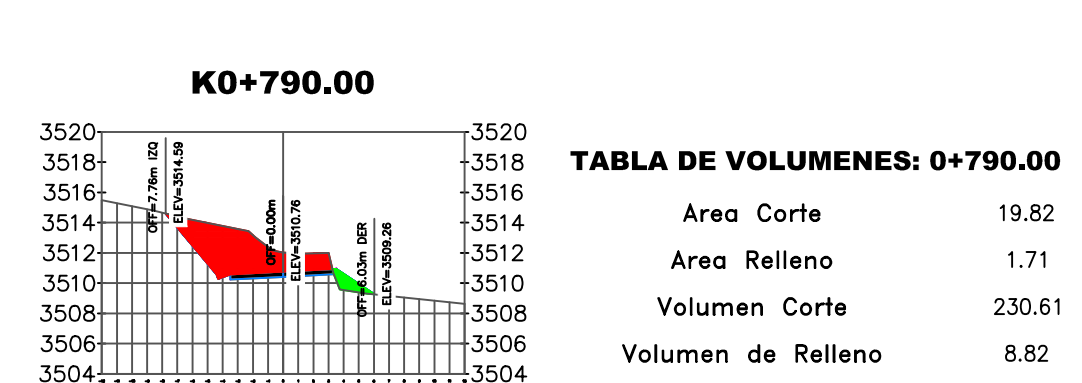 K0+790.00
3520
3520
3518
3518
3516
3516
3514
3514
3512
3512
3510
3510
3508
3508
3506
3506
3504
3504
OFF=7.76m IZQ
ELEV=3514.59
OFF=0.00m
ELEV=3510.76
OFF=6.03m DER
ELEV=3509.26
TABLA DE VOLUMENES: 0+790.00
Area Corte 19.82
Area Relleno 1.71
Volumen Corte 230.61
Volumen de Relleno 8.82